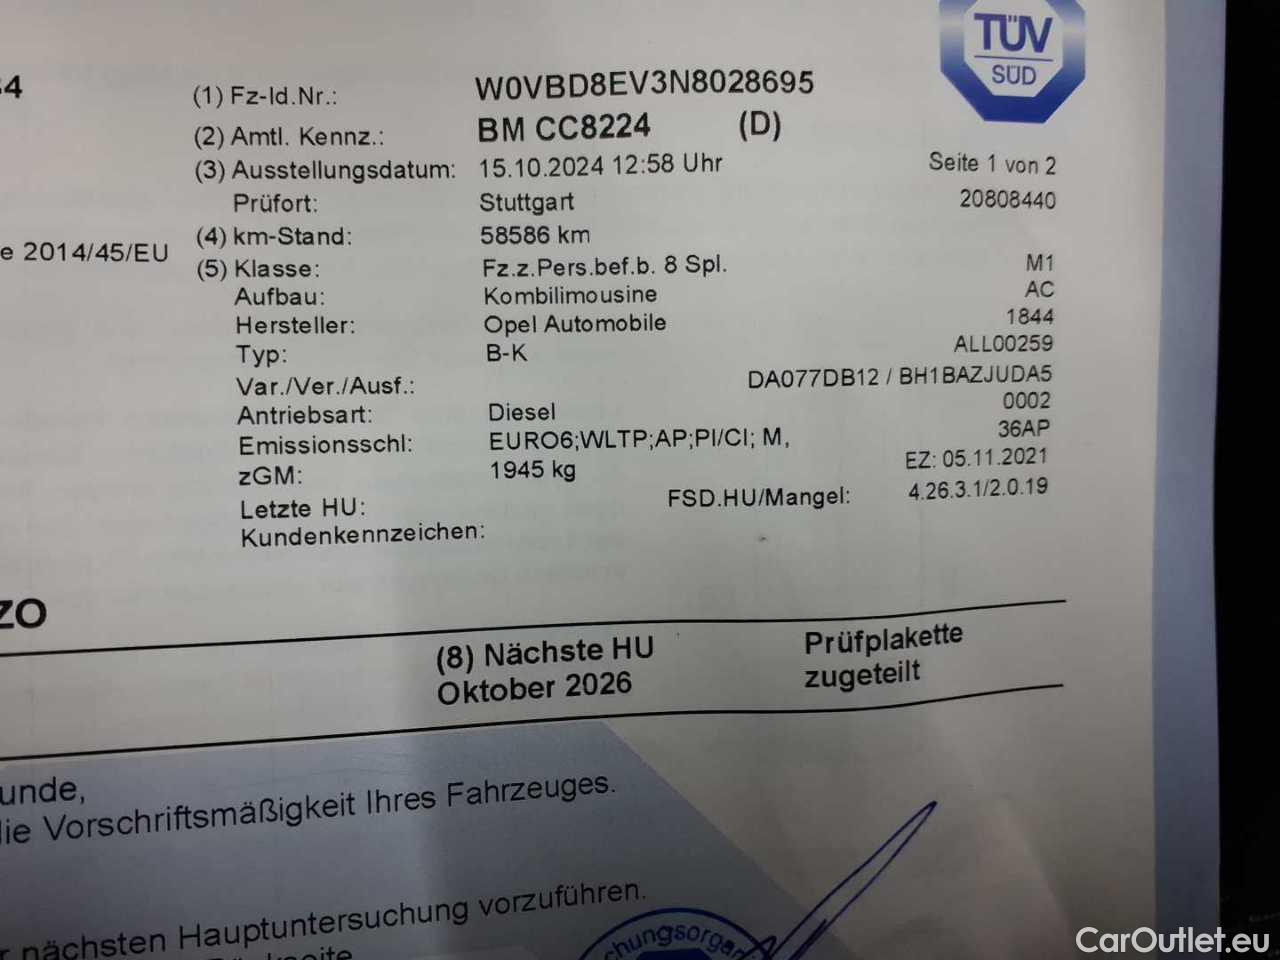 TÜV
SÜD
34
(1) Fz-Id.Nr.: W0VBD8EV3N8028695
(2) Amtl. Kennz.: BM CC8224 (D)
(3) Ausstellungsdatum: 15.10.2024 12:58 Uhr Seite 1 von 2
Prüfort: Stuttgart 20808440
e 2014/45/EU (4) km-Stand: 58586 km
(5) Klasse: Fz.z.Pers.bef.b. 8 Spl. M1
Aufbau: Kombilimousine AC
Hersteller: Opel Automobile 1844
Typ: B-K ALL00259
Var./Ver./Ausf.: DA077DB12 / BH1BAZJUDA5
Antriebsart: Diesel 0002
Emissionsschl: EURO6;WLTP;AP;PI/CI; M, 36AP
zGM: 1945 kg EZ: 05.11.2021
Letzte HU: FSD.HU/Mangel: 4.26.3.1/2.0.19
Kundenkennzeichen:
ZO
(8) Nächste HU Prüfplakette
Oktober 2026 zugeteilt
unde,
die Vorschriftsmäßigkeit Ihres Fahrzeuges.
r nächsten Hauptuntersuchung vorzuführen.
chungsorgan
CarOutlet.eu